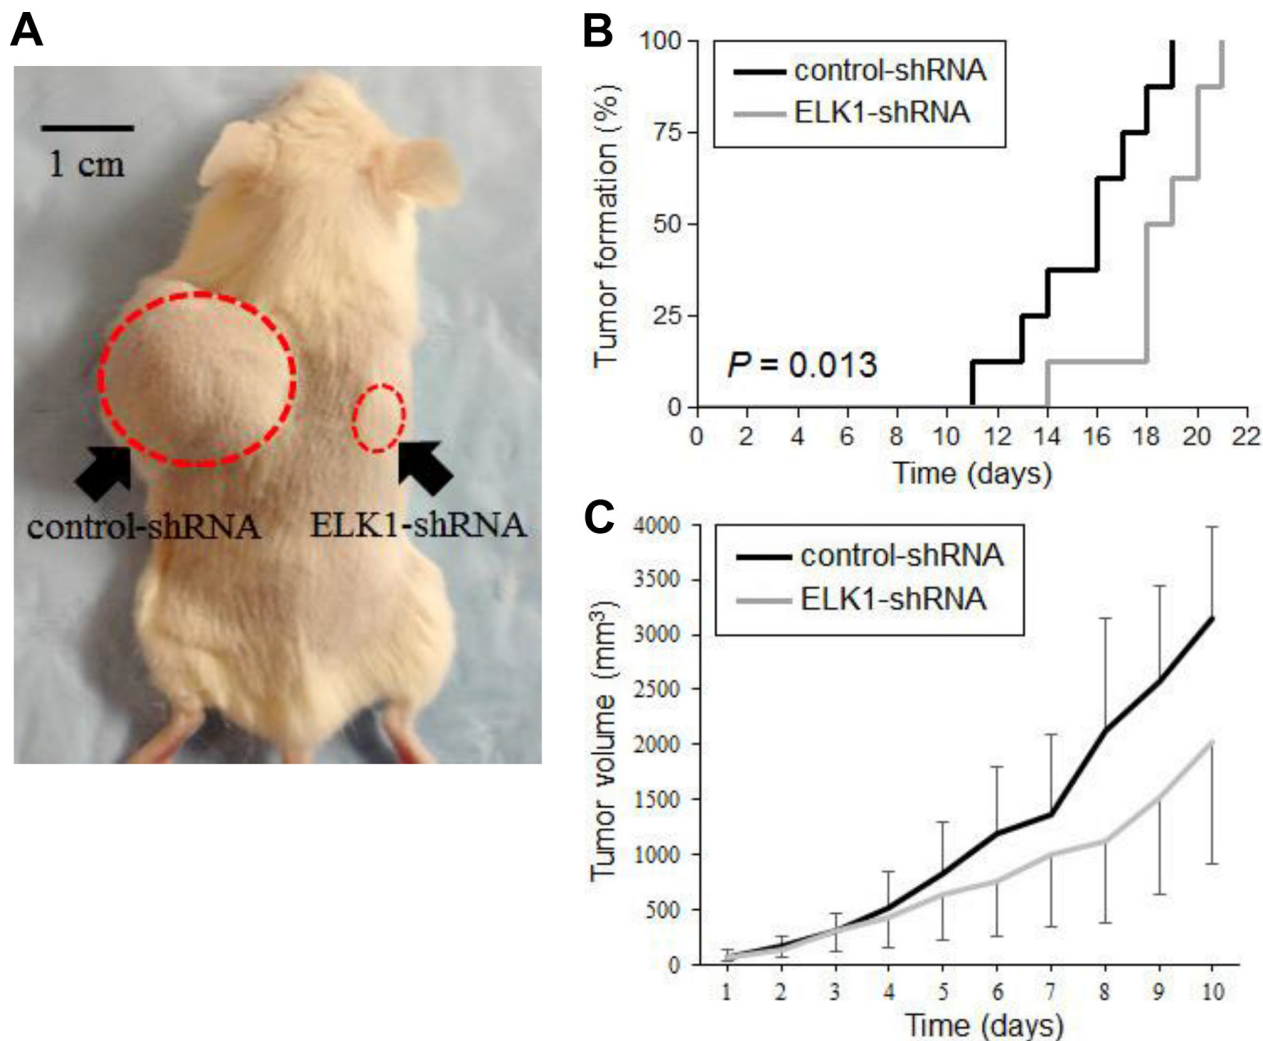 A
1 cm
control-shRNA
ELK1-shRNA
B
Tumor formation (%)
100
75
50
25
0
control-shRNA
ELK1-shRNA
P = 0.013
0 2 4 6 8 10 12 14 16 18 20 22
Time (days)
C
Tumor volume (mm³)
4000
3500
3000
2500
2000
1500
1000
500
0
control-shRNA
ELK1-shRNA
1 2 3 4 5 6 7 8 9 10
Time (days)